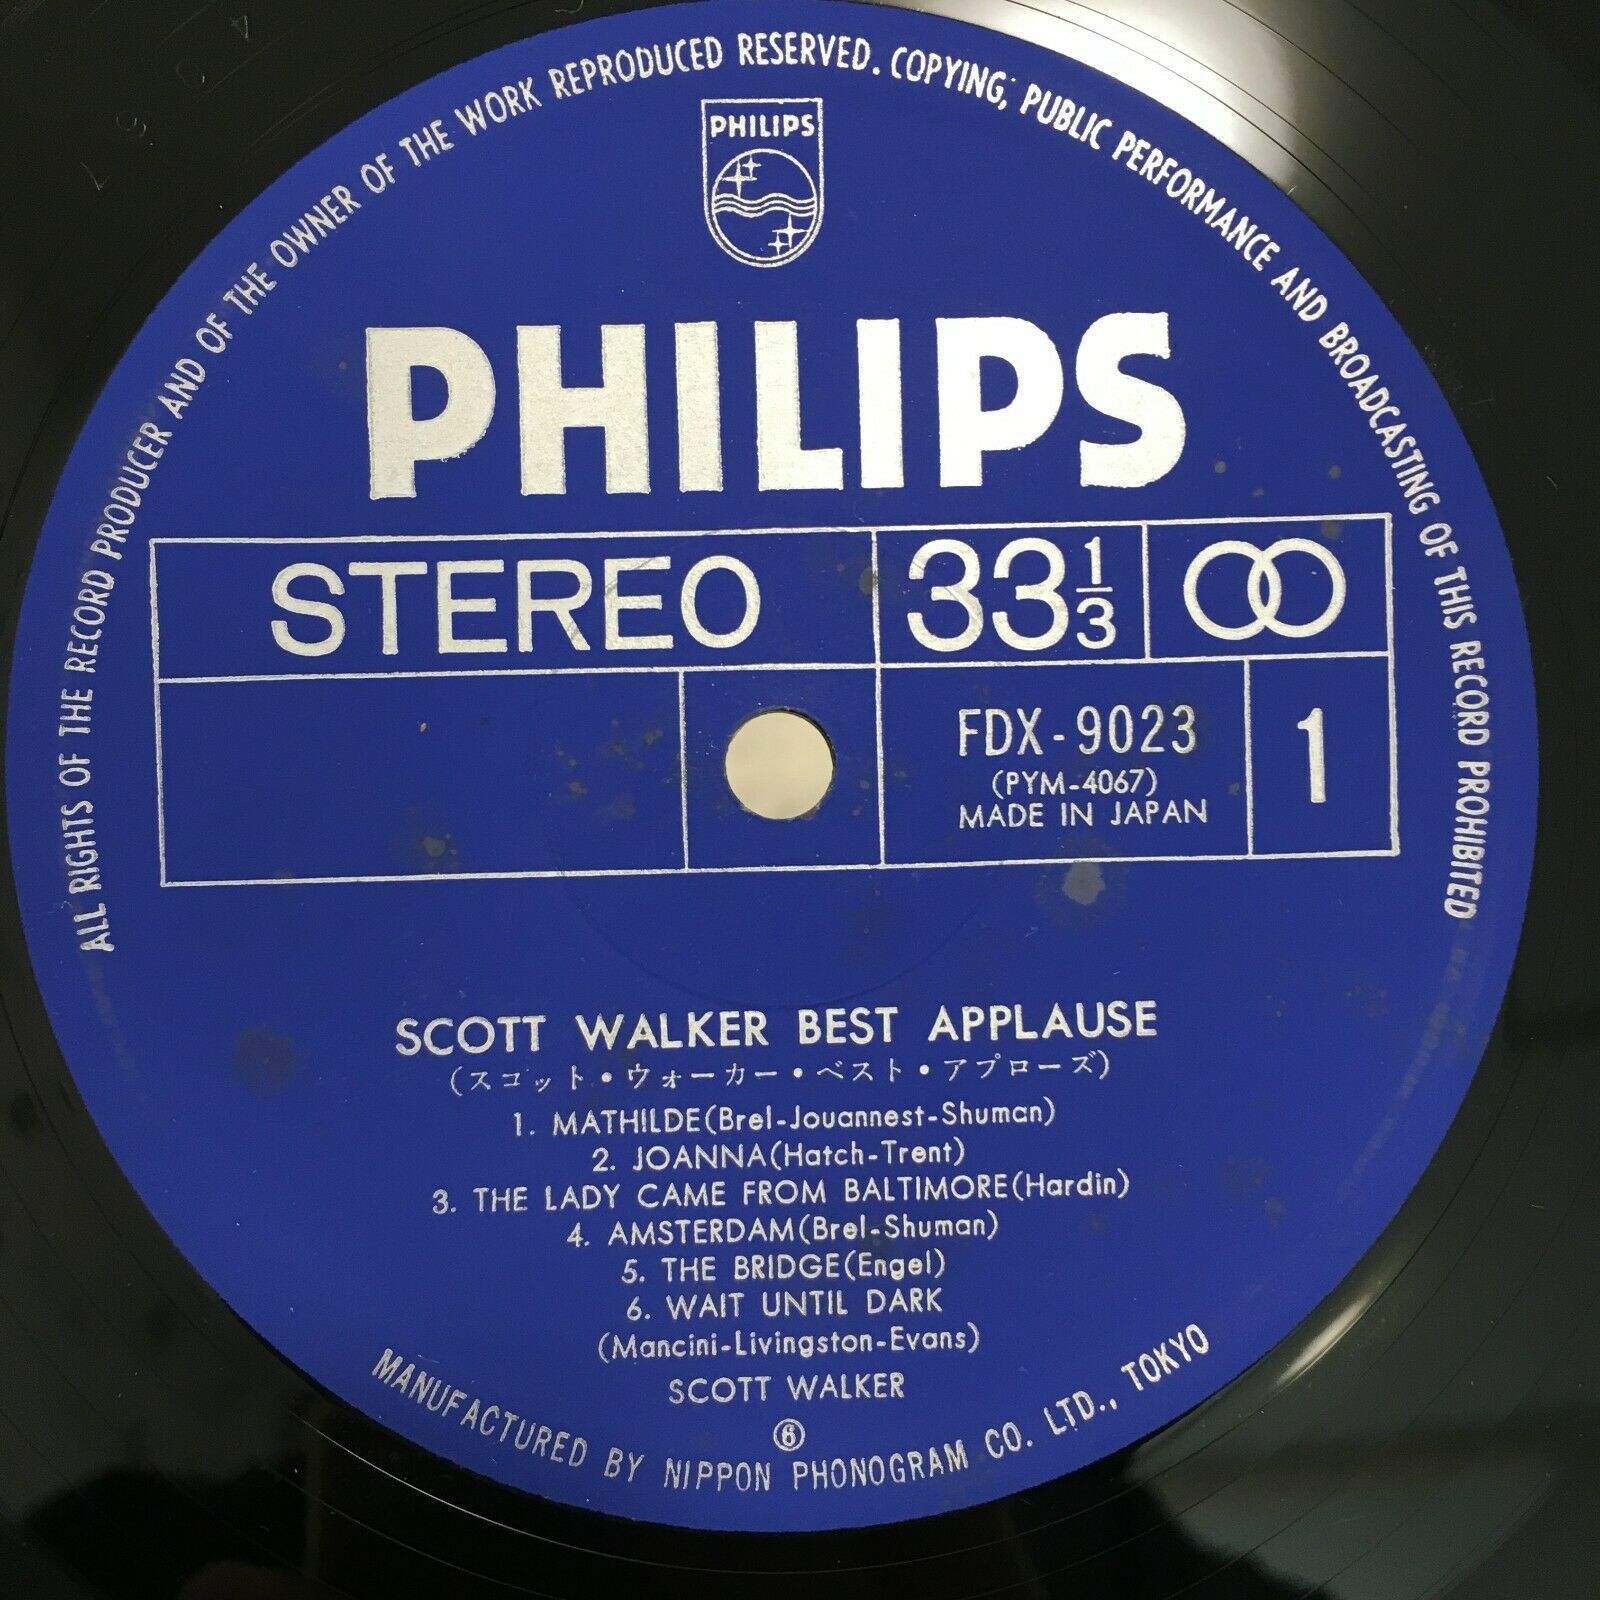 ALL RIGHTS OF THE RECORD PRODUCER AND OF THE OWNER OF THE WORK REPRODUCED RESERVED. COPYING, PUBLIC PERFORMANCE AND BROADCASTING OF THIS RECORD PROHIBITED
PHILIPS
PHILIPS
STEREO 33 1/3
FDX-9023 1
(PYM-4067)
MADE IN JAPAN
SCOTT WALKER BEST APPLAUSE
(スコット・ウォーカー・ベスト・アプローズ)
1. MATHILDE(Brel-Jouannest-Shuman)
2. JOANNA(Hatch-Trent)
3. THE LADY CAME FROM BALTIMORE(Hardin)
4. AMSTERDAM(Brel-Shuman)
5. THE BRIDGE(Engel)
6. WAIT UNTIL DARK
(Mancini-Livingston-Evans)
SCOTT WALKER
⑥
MANUFACTURED BY NIPPON PHONOGRAM CO. LTD., TOKYO